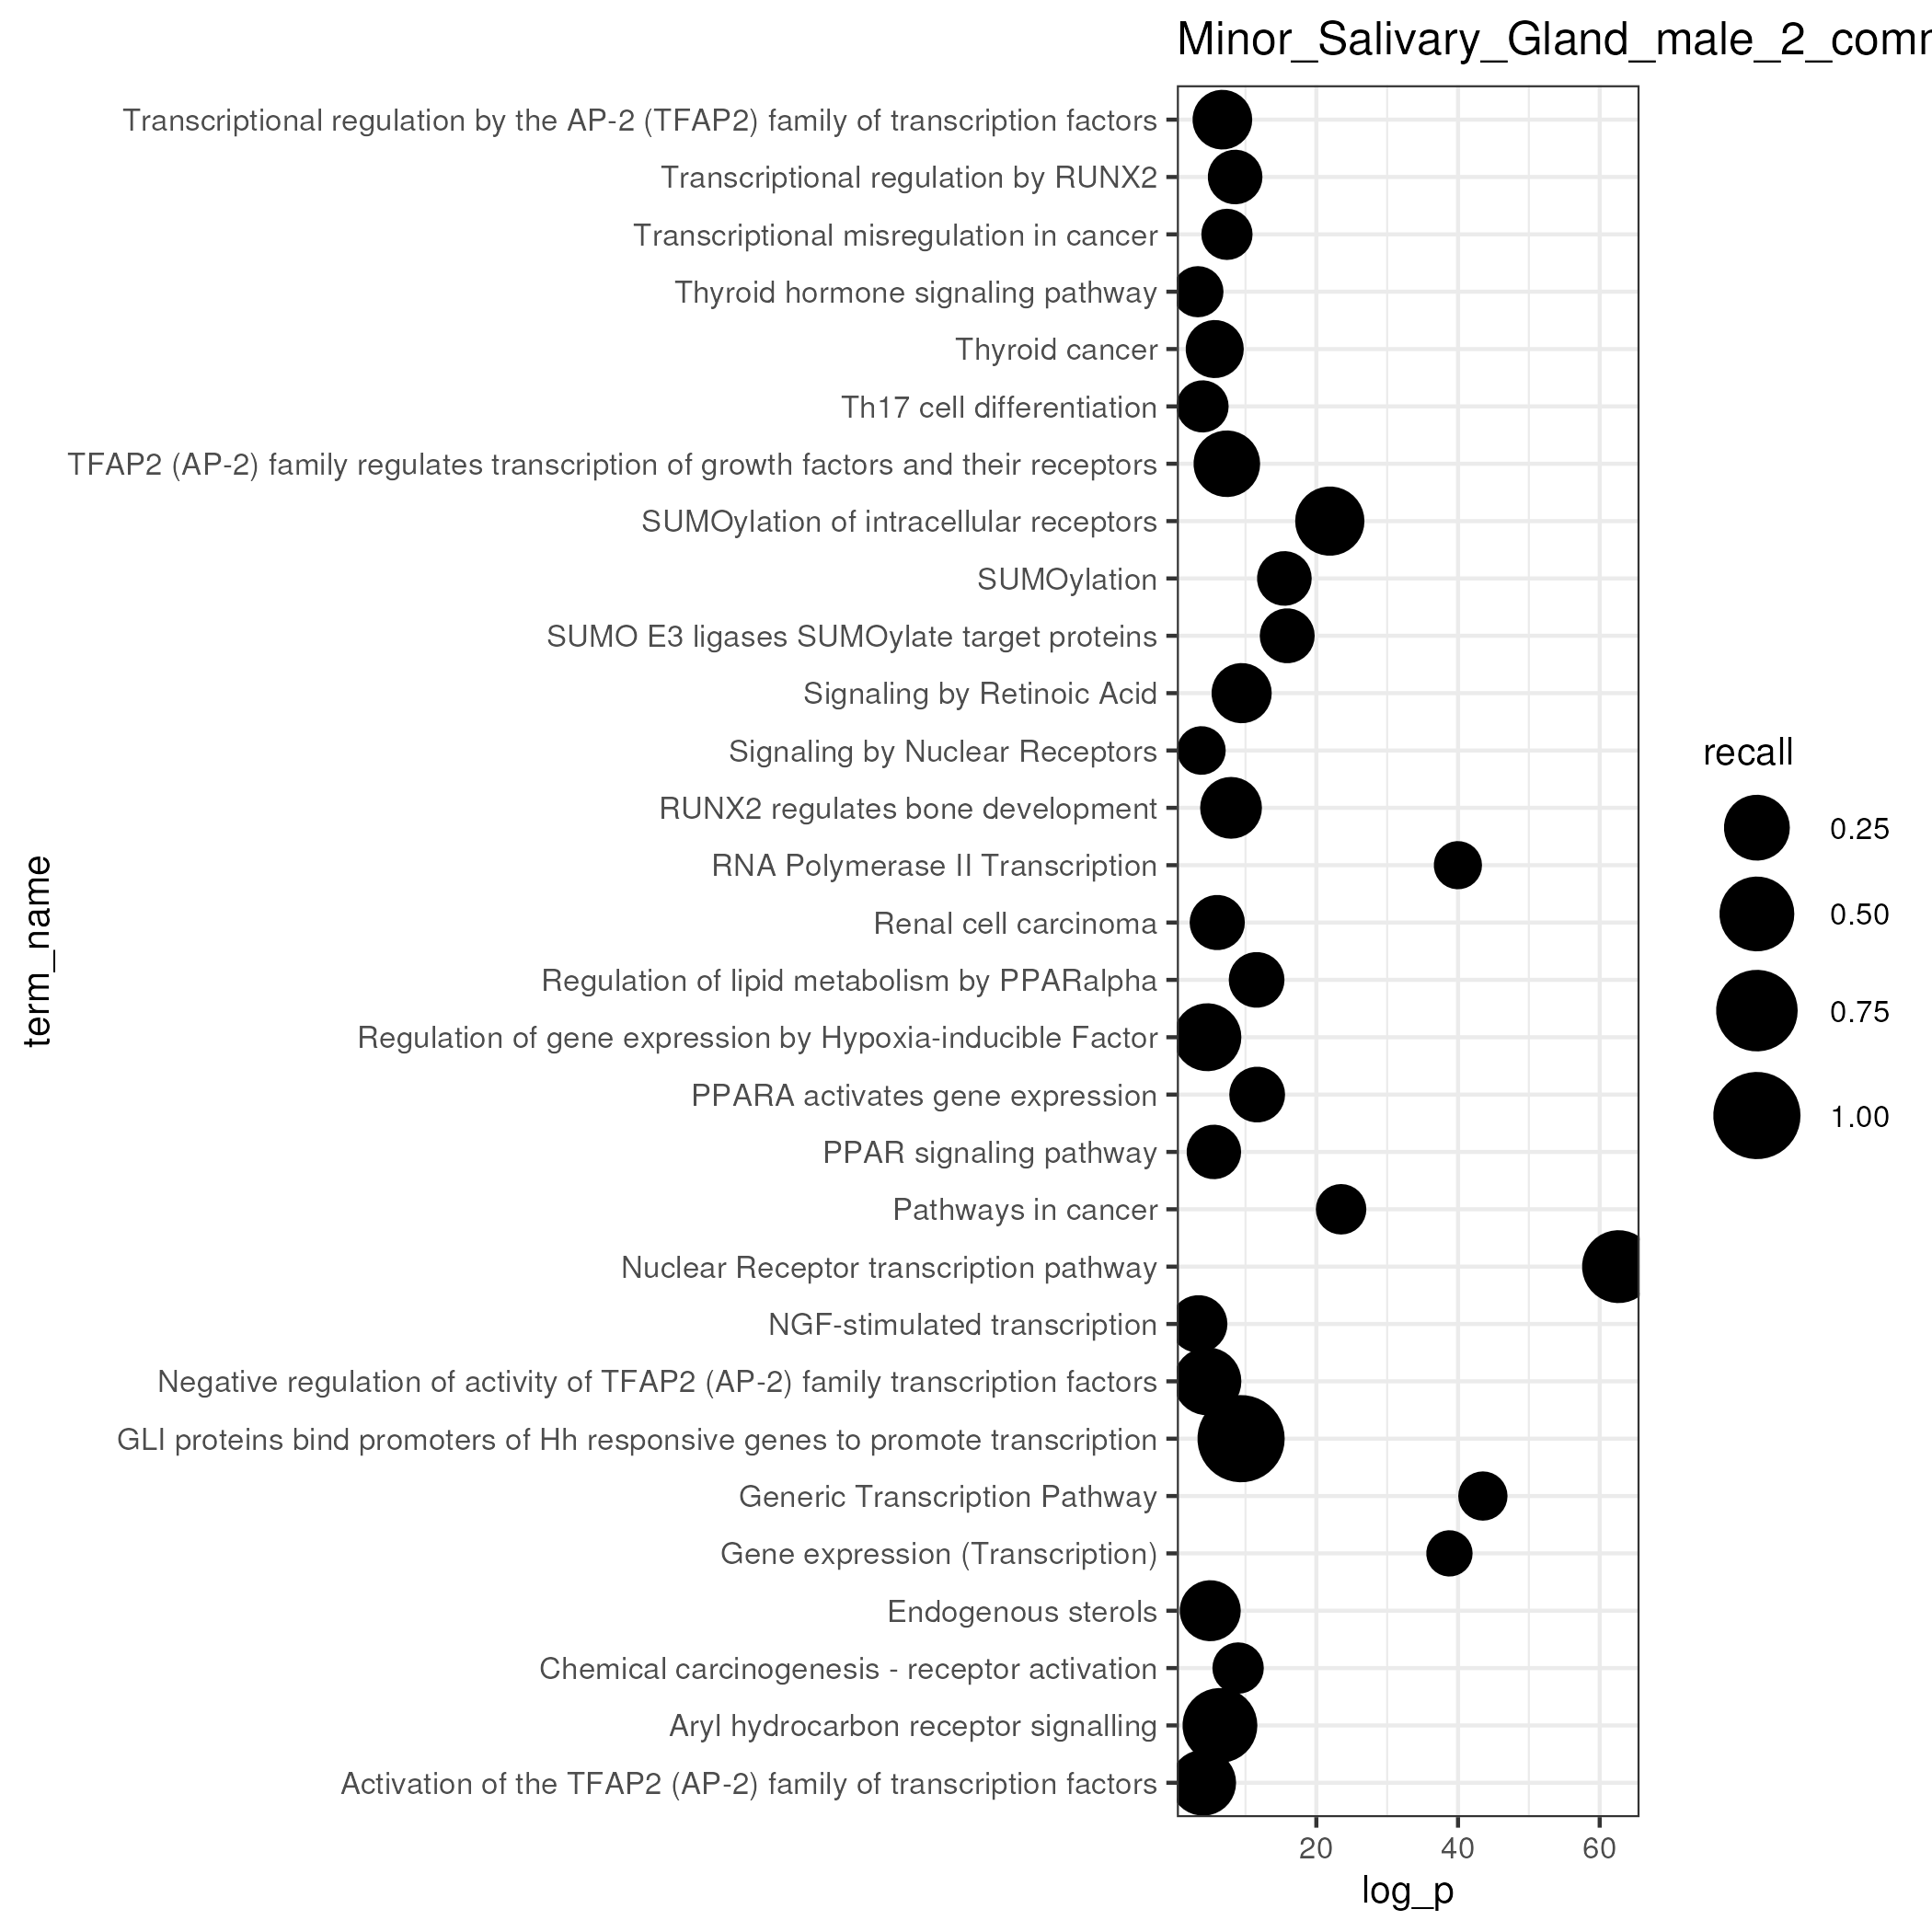 Minor_Salivary_Gland_male_2_comr
Transcriptional regulation by the AP-2 (TFAP2) family of transcription factors
Transcriptional regulation by RUNX2
Transcriptional misregulation in cancer
Thyroid hormone signaling pathway
Thyroid cancer
Th17 cell differentiation
TFAP2 (AP-2) family regulates transcription of growth factors and their receptors
SUMOylation of intracellular receptors
SUMOylation
SUMO E3 ligases SUMOylate target proteins
Signaling by Retinoic Acid
Signaling by Nuclear Receptors
RUNX2 regulates bone development
RNA Polymerase II Transcription
Renal cell carcinoma
Regulation of lipid metabolism by PPARalpha
Regulation of gene expression by Hypoxia-inducible Factor
PPARA activates gene expression
PPAR signaling pathway
Pathways in cancer
Nuclear Receptor transcription pathway
NGF-stimulated transcription
Negative regulation of activity of TFAP2 (AP-2) family transcription factors
GLI proteins bind promoters of Hh responsive genes to promote transcription
Generic Transcription Pathway
Gene expression (Transcription)
Endogenous sterols
Chemical carcinogenesis - receptor activation
Aryl hydrocarbon receptor signalling
Activation of the TFAP2 (AP-2) family of transcription factors
term_name
20
40
60
log_p
recall
0.25
0.50
0.75
1.00